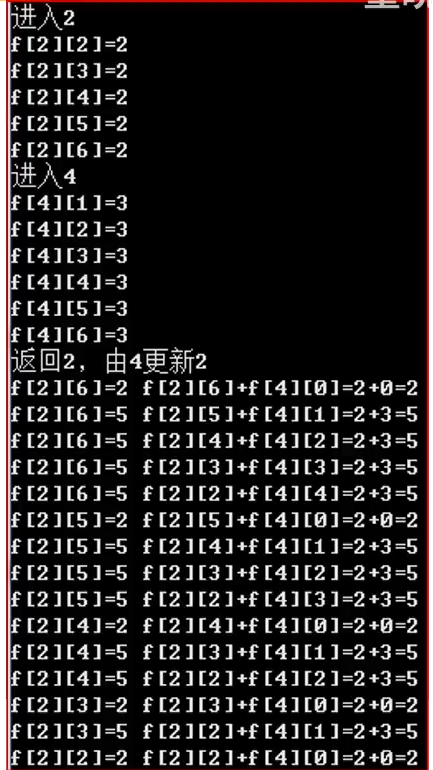 进入2
f[2][2]=2
f[2][3]=2
f[2][4]=2
f[2][5]=2
f[2][6]=2
进入4
f[4][1]=3
f[4][2]=3
f[4][3]=3
f[4][4]=3
f[4][5]=3
f[4][6]=3
返回2, 由4更新2
f[2][6]=2 f[2][6]+f[4][0]=2+0=2
f[2][6]=5 f[2][5]+f[4][1]=2+3=5
f[2][6]=5 f[2][4]+f[4][2]=2+3=5
f[2][6]=5 f[2][3]+f[4][3]=2+3=5
f[2][6]=5 f[2][2]+f[4][4]=2+3=5
f[2][5]=2 f[2][5]+f[4][0]=2+0=2
f[2][5]=5 f[2][4]+f[4][1]=2+3=5
f[2][5]=5 f[2][3]+f[4][2]=2+3=5
f[2][5]=5 f[2][2]+f[4][3]=2+3=5
f[2][4]=2 f[2][4]+f[4][0]=2+0=2
f[2][4]=5 f[2][3]+f[4][1]=2+3=5
f[2][4]=5 f[2][2]+f[4][2]=2+3=5
f[2][3]=2 f[2][3]+f[4][0]=2+0=2
f[2][3]=5 f[2][2]+f[4][1]=2+3=5
f[2][2]=2 f[2][2]+f[4][0]=2+0=2